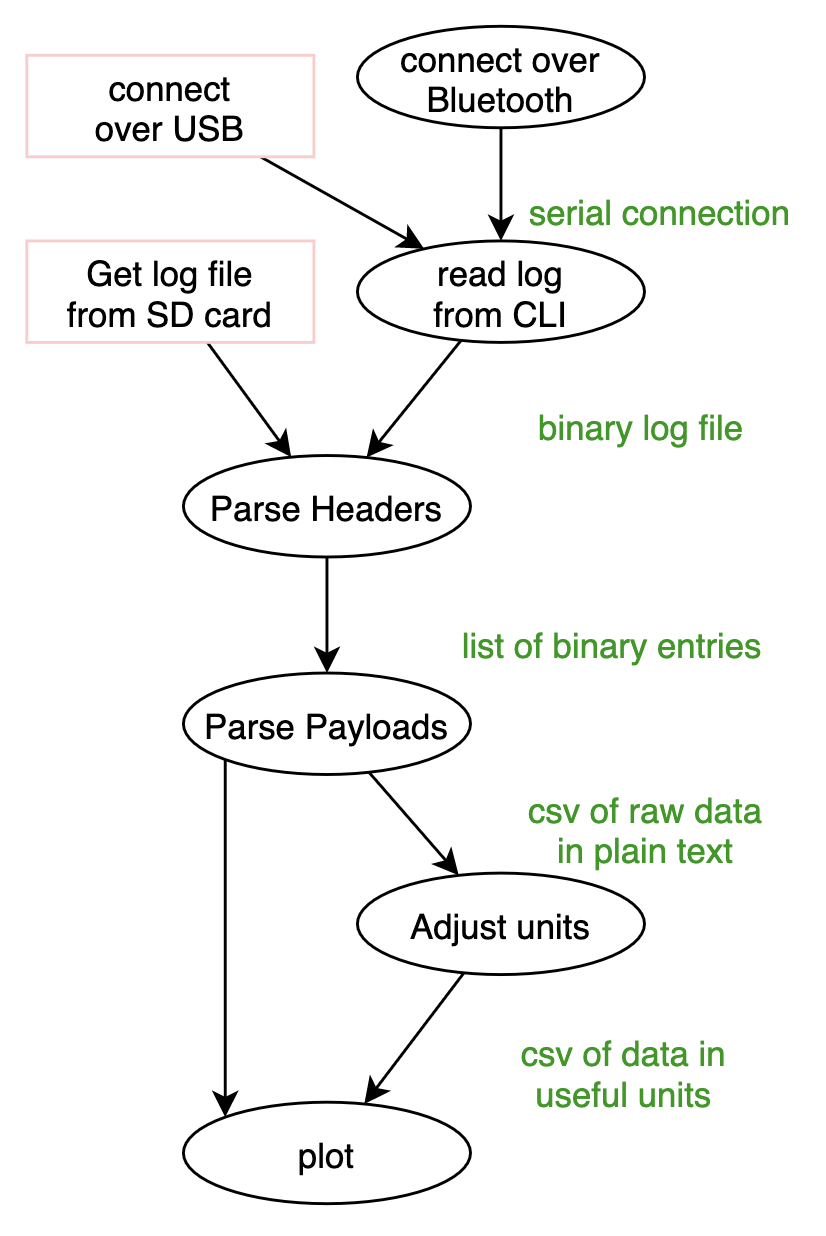 connect over
Bluetooth
connect
over USB
serial connection
Get log file
from SD card
read log
from CLI
binary log file
Parse Headers
list of binary entries
Parse Payloads
csv of raw data
in plain text
Adjust units
csv of data in
useful units
plot